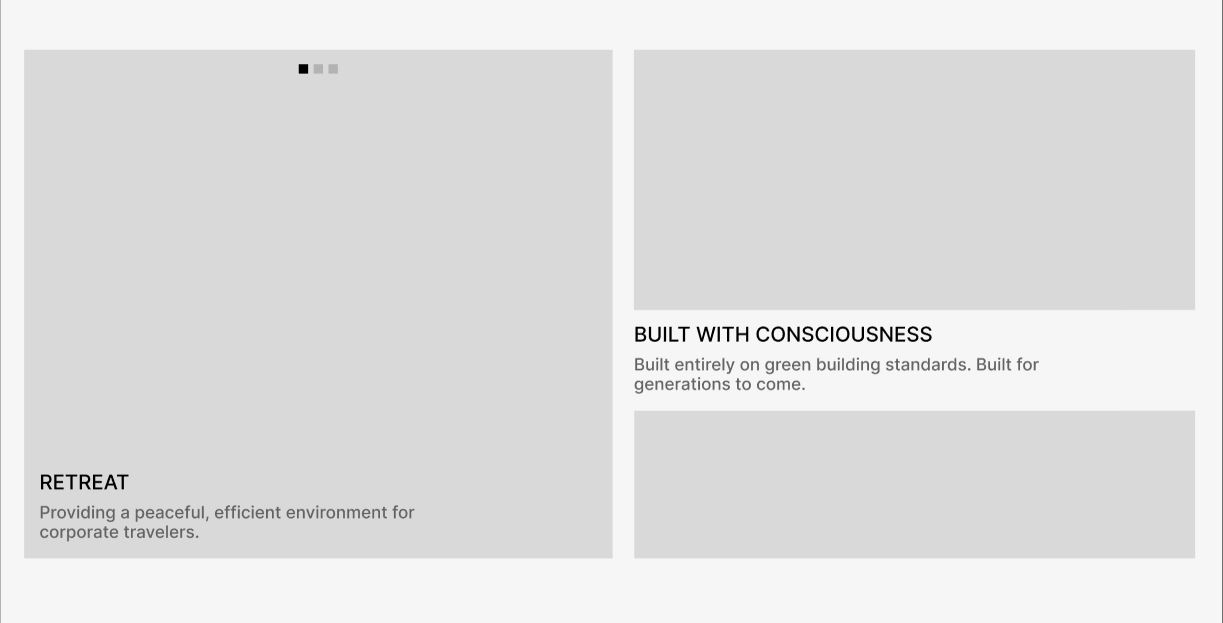 RETREAT
Providing a peaceful, efficient environment for
corporate travelers.
BUILT WITH CONSCIOUSNESS
Built entirely on green building standards. Built for
generations to come.